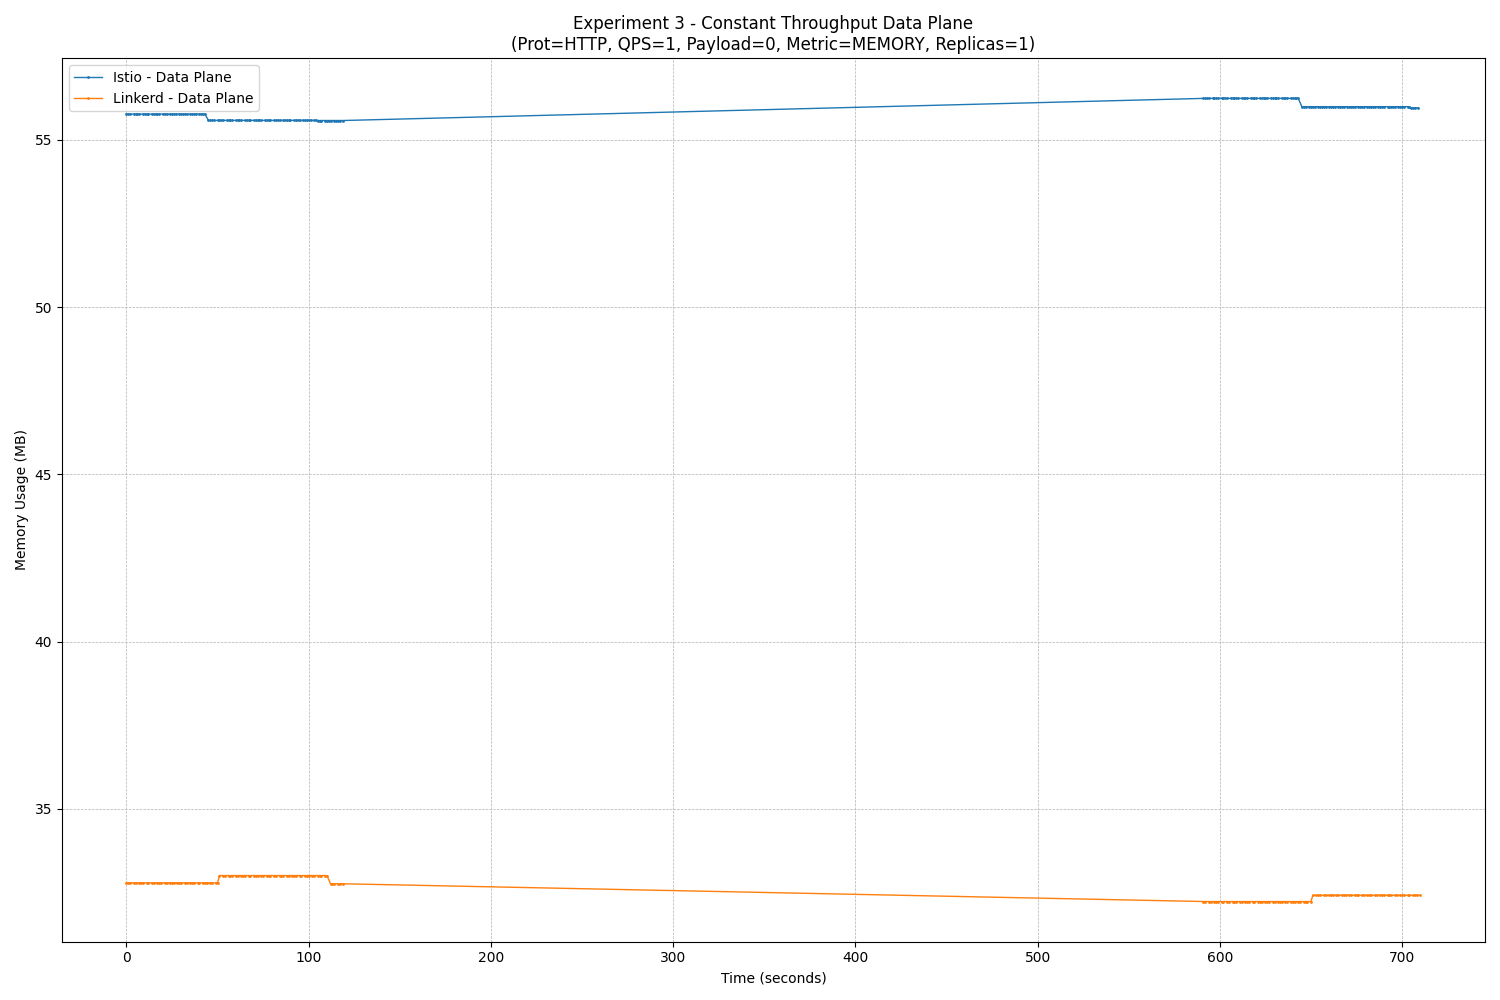 Experiment 3 - Constant Throughput Data Plane
(Prot=HTTP, QPS=1, Payload=0, Metric=MEMORY, Replicas=1)
Istio - Data Plane
Linkerd - Data Plane
Memory Usage (MB)
55
50
45
40
35
0 100 200 300 400 500 600 700
Time (seconds)